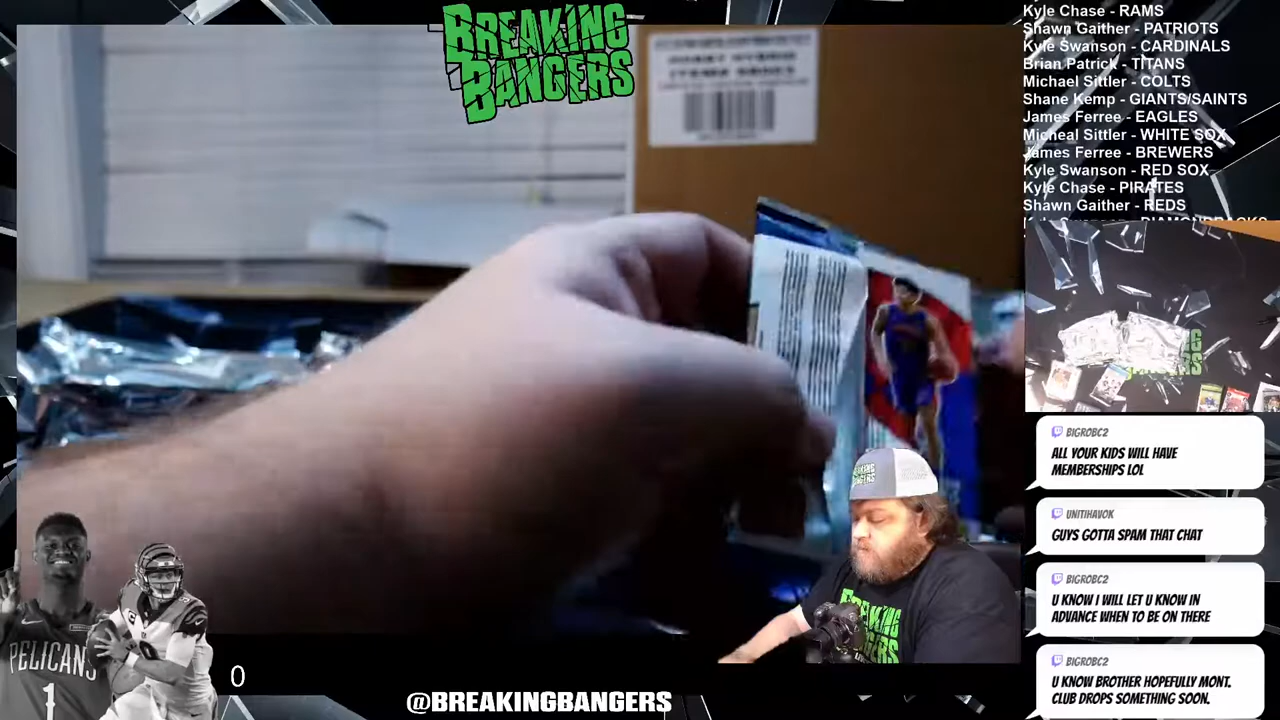 BREAKING
BANGERS
Kyle Chase - RAMS
Shawn Gaither - PATRIOTS
Kyle Swanson - CARDINALS
Brian Patrick - TITANS
Michael Sittler - COLTS
Shane Kemp - GIANTS/SAINTS
James Ferree - EAGLES
Micheal Sittler - WHITE SOX
James Ferree - BREWERS
Kyle Swanson - RED SOX
Kyle Chase - PIRATES
Shawn Gaither - REDS
BIGROBC2
ALL YOUR KIDS WILL HAVE
MEMBERSHIPS LOL
UNITIHAVOK
GUYS GOTTA SPAM THAT CHAT
BIGROBC2
U KNOW I WILL LET U KNOW IN
ADVANCE WHEN TO BE ON THERE
BIGROBC2
U KNOW BROTHER HOPEFULLY MONT.
CLUB DROPS SOMETHING SOON.
BREAKING
BANGERS
PELICANS
1
0
@BREAKINGBANGERS